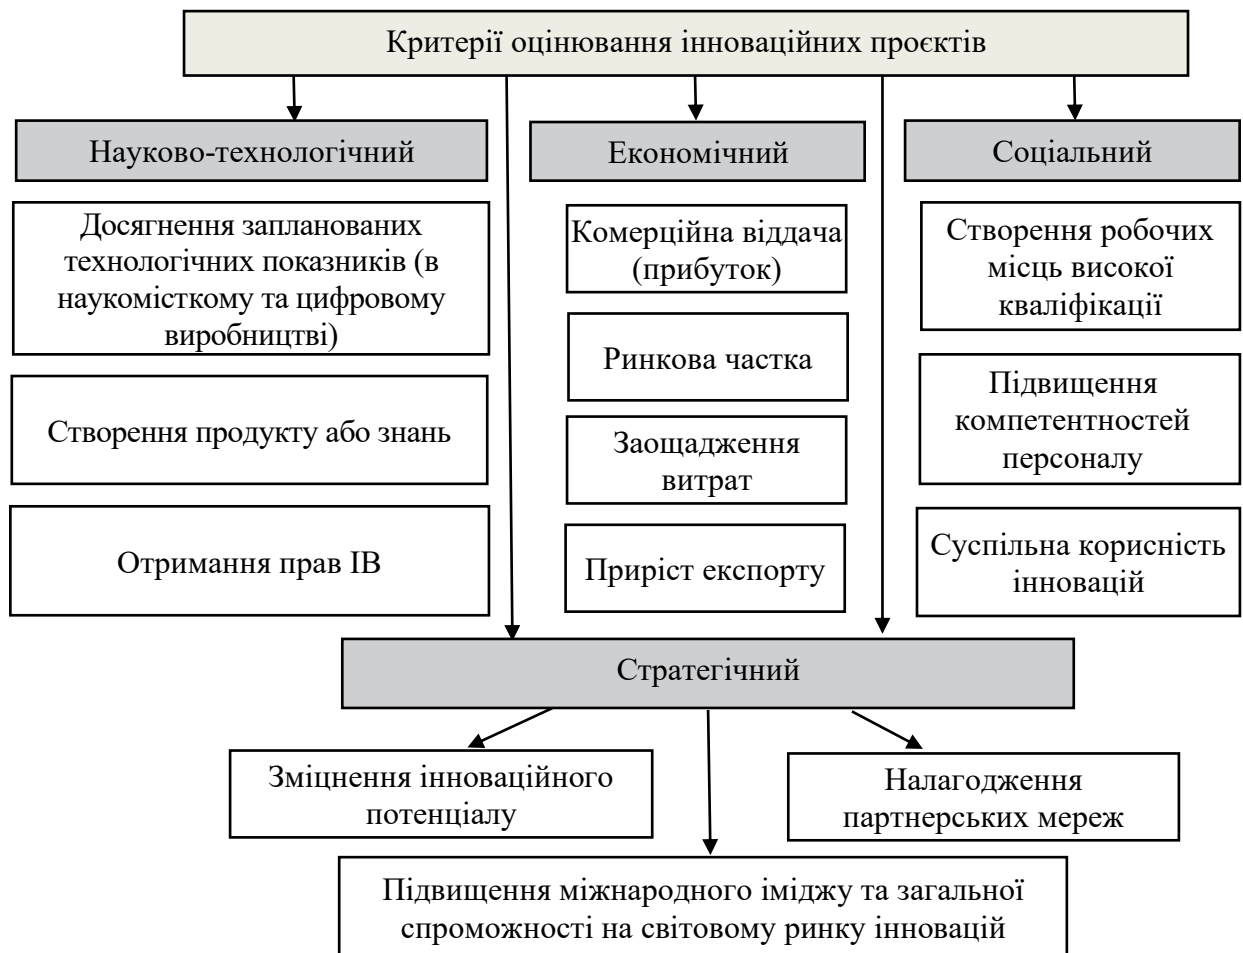 Критерії оцінювання інноваційних проєктів
Науково-технологічний
Досягнення запланованих
технологічних показників (в
наукомісткому та цифровому
виробництві)
Створення продукту або знань
Отримання прав ІВ
Економічний
Комерційна віддача
(прибуток)
Ринкова частка
Заощадження
витрат
Приріст експорту
Соціальний
Створення робочих
місць високої
кваліфікації
Підвищення
компетентностей
персоналу
Суспільна корисність
інновацій
Стратегічний
Зміцнення інноваційного
потенціалу
Налагодження
партнерських мереж
Підвищення міжнародного іміджу та загальної
спроможності на світовому ринку інновацій